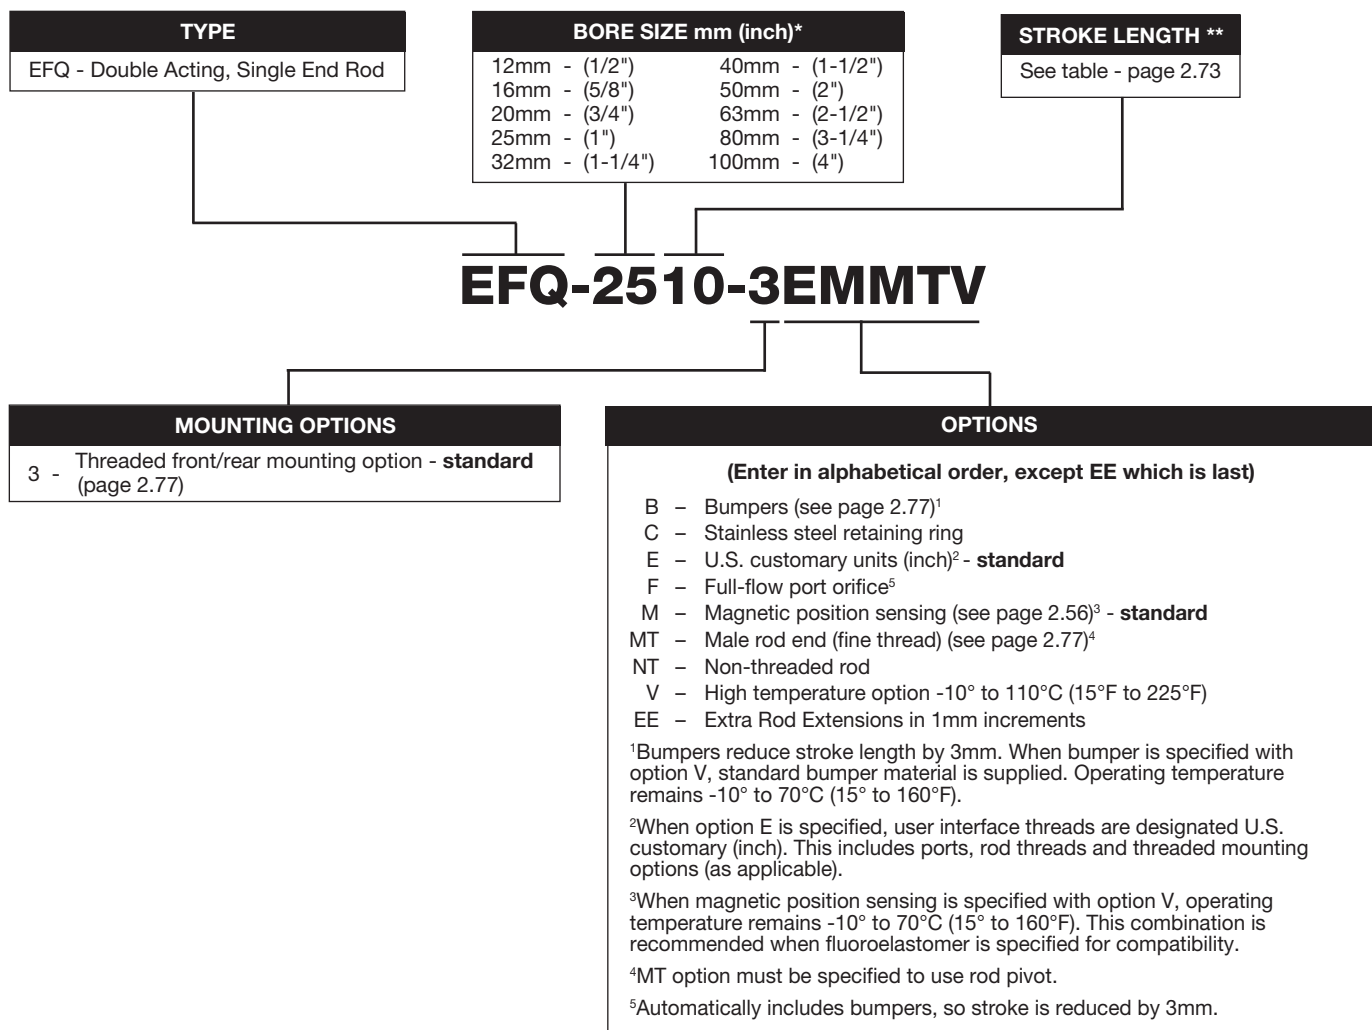 TYPE
EFQ - Double Acting, Single End Rod
BORE SIZE mm (inch)*
12mm - (1/2") 40mm - (1-1/2")
16mm - (5/8") 50mm - (2")
20mm - (3/4") 63mm - (2-1/2")
25mm - (1") 80mm - (3-1/4")
32mm - (1-1/4") 100mm - (4")
STROKE LENGTH **
See table - page 2.73
EFQ-2510-3EMMTV
MOUNTING OPTIONS
3 - Threaded front/rear mounting option - standard
(page 2.77)
OPTIONS
(Enter in alphabetical order, except EE which is last)
B – Bumpers (see page 2.77)¹
C – Stainless steel retaining ring
E – U.S. customary units (inch)² - standard
F – Full-flow port orifice⁵
M – Magnetic position sensing (see page 2.56)³ - standard
MT – Male rod end (fine thread) (see page 2.77)⁴
NT – Non-threaded rod
V – High temperature option -10° to 110°C (15°F to 225°F)
EE – Extra Rod Extensions in 1mm increments
¹Bumpers reduce stroke length by 3mm. When bumper is specified with
option V, standard bumper material is supplied. Operating temperature
remains -10° to 70°C (15° to 160°F).
²When option E is specified, user interface threads are designated U.S.
customary (inch). This includes ports, rod threads and threaded mounting
options (as applicable).
³When magnetic position sensing is specified with option V, operating
temperature remains -10° to 70°C (15° to 160°F). This combination is
recommended when fluoroelastomer is specified for compatibility.
⁴MT option must be specified to use rod pivot.
⁵Automatically includes bumpers, so stroke is reduced by 3mm.